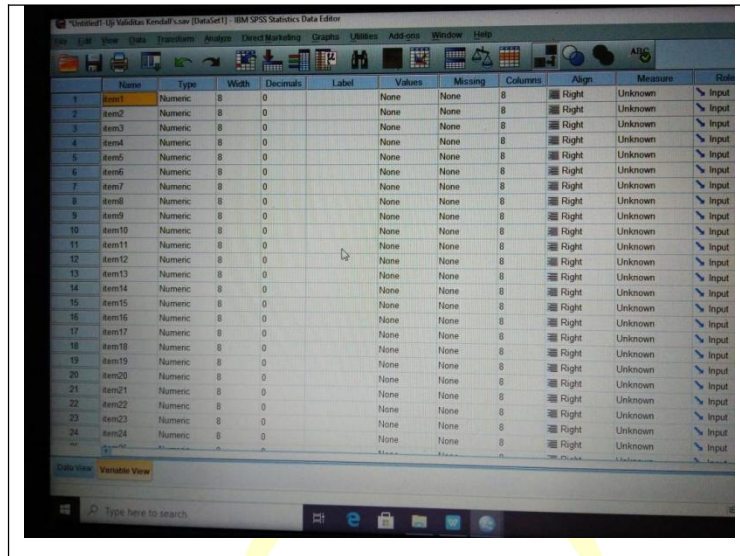 *Untitled1-Uji Validitas Kendall's.sav [DataSet1] - IBM SPSS Statistics Data Editor
File Edit View Data Transform Analyze Direct Marketing Graphs Utilities Add-ons Window Help
Name Type Width Decimals Label Values Missing Columns Align Measure Role
1 item1 Numeric 8 0 None None 8 Right Unknown Input
2 item2 Numeric 8 0 None None 8 Right Unknown Input
3 item3 Numeric 8 0 None None 8 Right Unknown Input
4 item4 Numeric 8 0 None None 8 Right Unknown Input
5 item5 Numeric 8 0 None None 8 Right Unknown Input
6 item6 Numeric 8 0 None None 8 Right Unknown Input
7 item7 Numeric 8 0 None None 8 Right Unknown Input
8 item8 Numeric 8 0 None None 8 Right Unknown Input
9 item9 Numeric 8 0 None None 8 Right Unknown Input
10 item10 Numeric 8 0 None None 8 Right Unknown Input
11 item11 Numeric 8 0 None None 8 Right Unknown Input
12 item12 Numeric 8 0 None None 8 Right Unknown Input
13 item13 Numeric 8 0 None None 8 Right Unknown Input
14 item14 Numeric 8 0 None None 8 Right Unknown Input
15 item15 Numeric 8 0 None None 8 Right Unknown Input
16 item16 Numeric 8 0 None None 8 Right Unknown Input
17 item17 Numeric 8 0 None None 8 Right Unknown Input
18 item18 Numeric 8 0 None None 8 Right Unknown Input
19 item19 Numeric 8 0 None None 8 Right Unknown Input
20 item20 Numeric 8 0 None None 8 Right Unknown Input
21 item21 Numeric 8 0 None None 8 Right Unknown Input
22 item22 Numeric 8 0 None None 8 Right Unknown Input
23 item23 Numeric 8 0 None None 8 Right Unknown Input
24 item24 Numeric 8 0 None None 8 Right Unknown Input
Data View Variable View
Type here to search